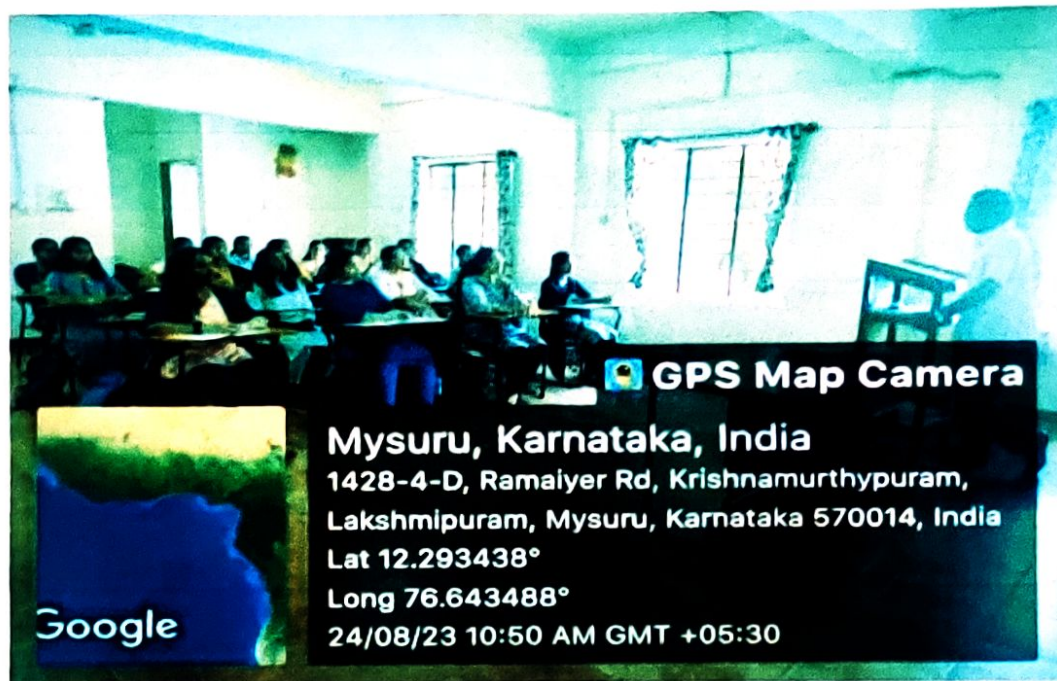 GPS Map Camera
Mysuru, Karnataka, India
1428-4-D, Ramaiyer Rd, Krishnamurthypuram,
Lakshmipuram, Mysuru, Karnataka 570014, India
Lat 12.293438°
Long 76.643488°
24/08/23 10:50 AM GMT +05:30
Google